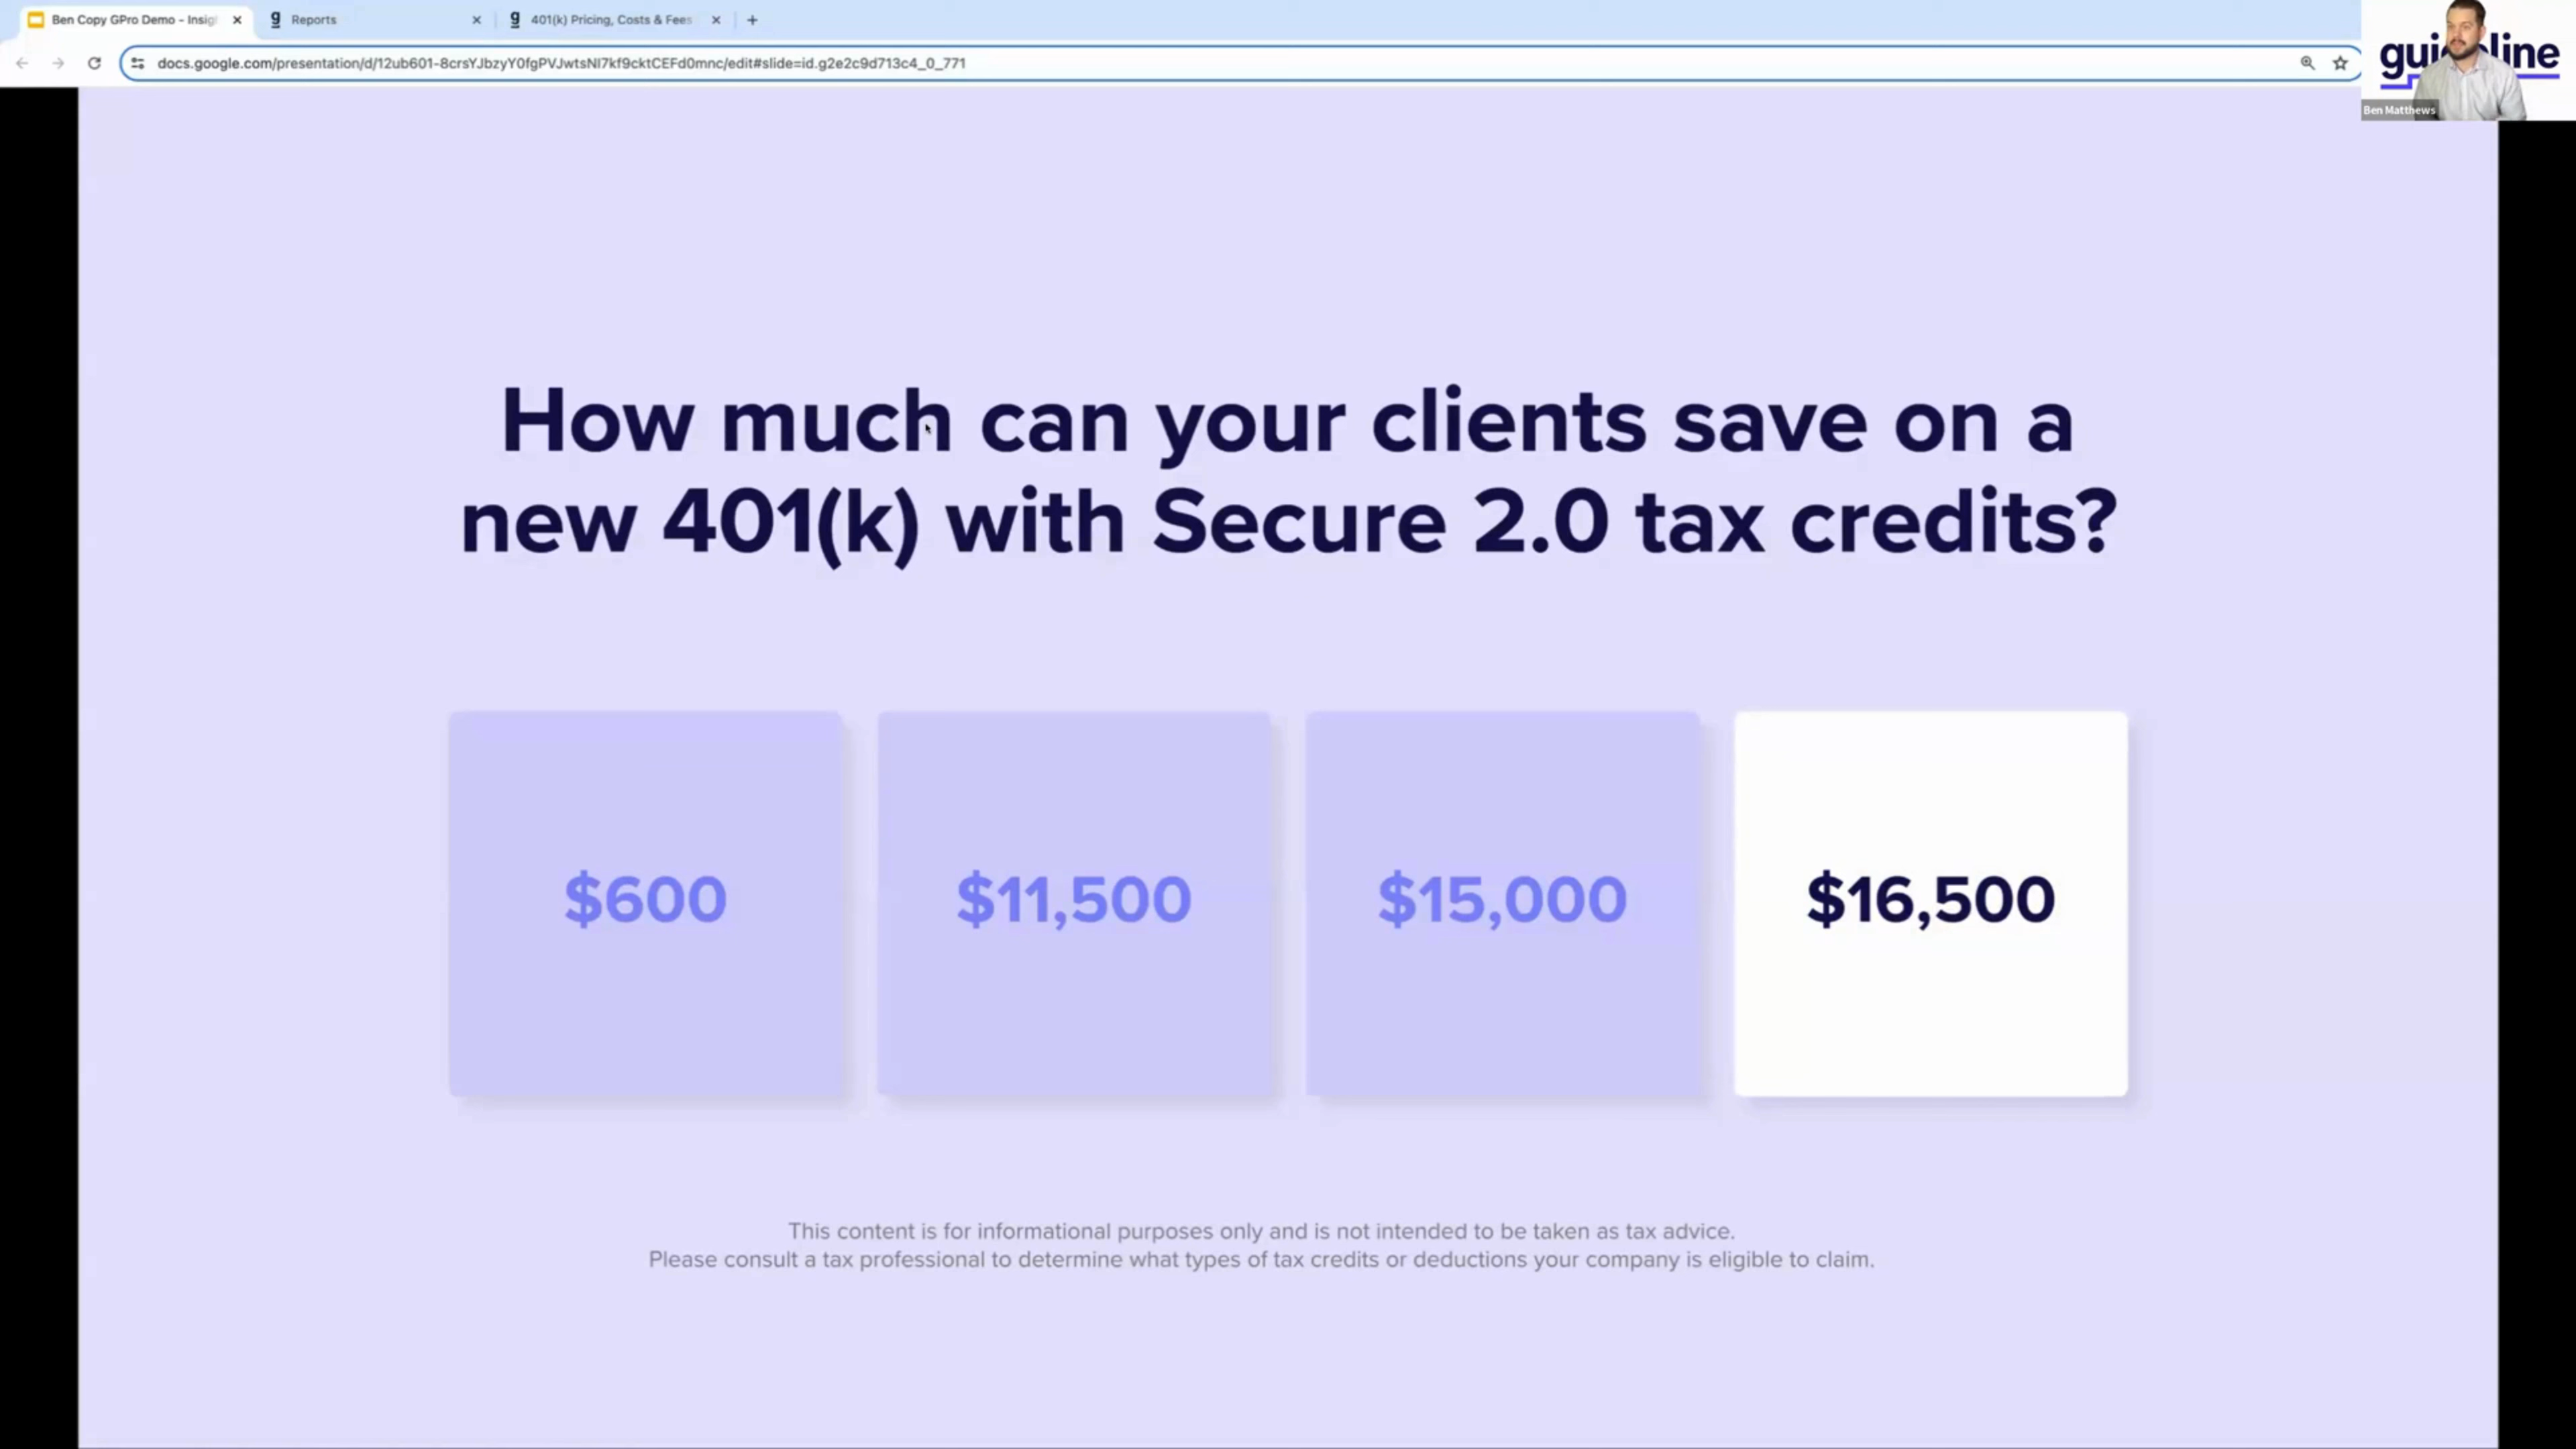 Ben Copy GPro Demo - Insig
Reports
401(k) Pricing, Costs & Fees
docs.google.com/presentation/d/12ub601-8crsYJbzyY0fgPVJwtsNI7kf9cktCEFd0mnc/edit#slide=id.g2e2c9d713c4_0_771
Ben Matthews
How much can your clients save on a
new 401(k) with Secure 2.0 tax credits?
$600
$11,500
$15,000
$16,500
This content is for informational purposes only and is not intended to be taken as tax advice.
Please consult a tax professional to determine what types of tax credits or deductions your company is eligible to claim.